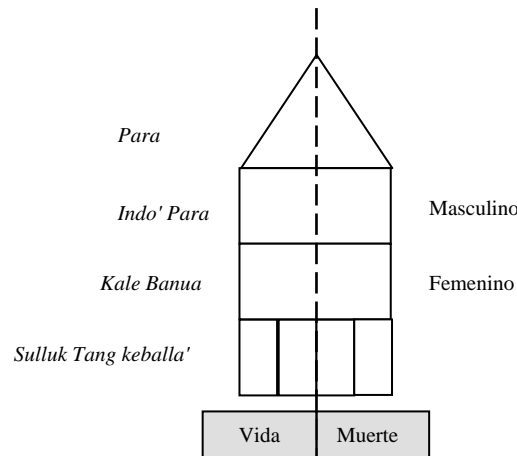 Para
Indo' Para
Masculino
Kale Banua
Femenino
Sulluk Tang keballa'
Vida
Muerte